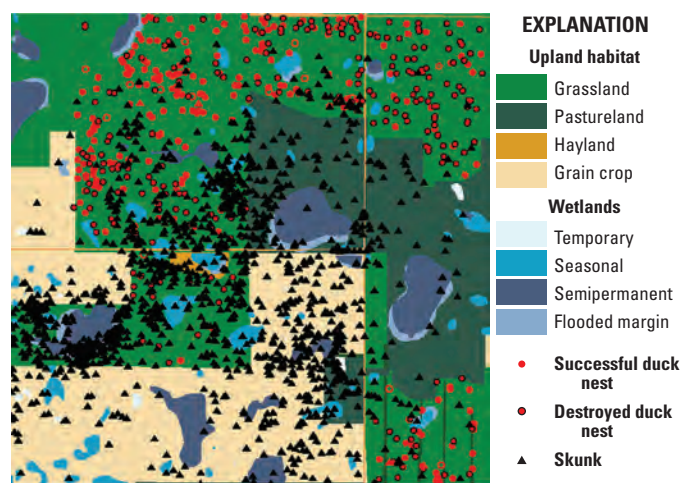 EXPLANATION
Upland habitat
Grassland
Pastureland
Hayland
Grain crop
Wetlands
Temporary
Seasonal
Semipermanent
Flooded margin
Successful duck
nest
Destroyed duck
nest
Skunk